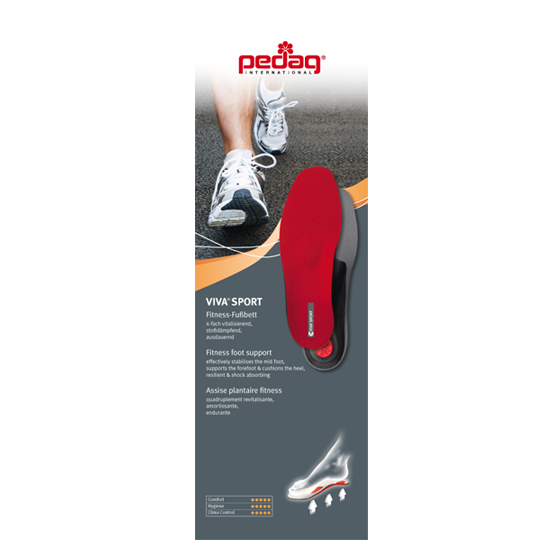 pedag®
INTERNATIONAL
VIVA® SPORT
Fitness-Fußbett
4-fach vitalisierend,
stoßdämpfend,
ausdauernd
Fitness foot support
effectively stabilises the mid foot,
supports the forefoot & cushions the heel,
resilient & shock absorbing
Assise plantaire fitness
quadruplement revitalisante,
amortissante,
endurante
Comfort
Hygiene
Clima Control